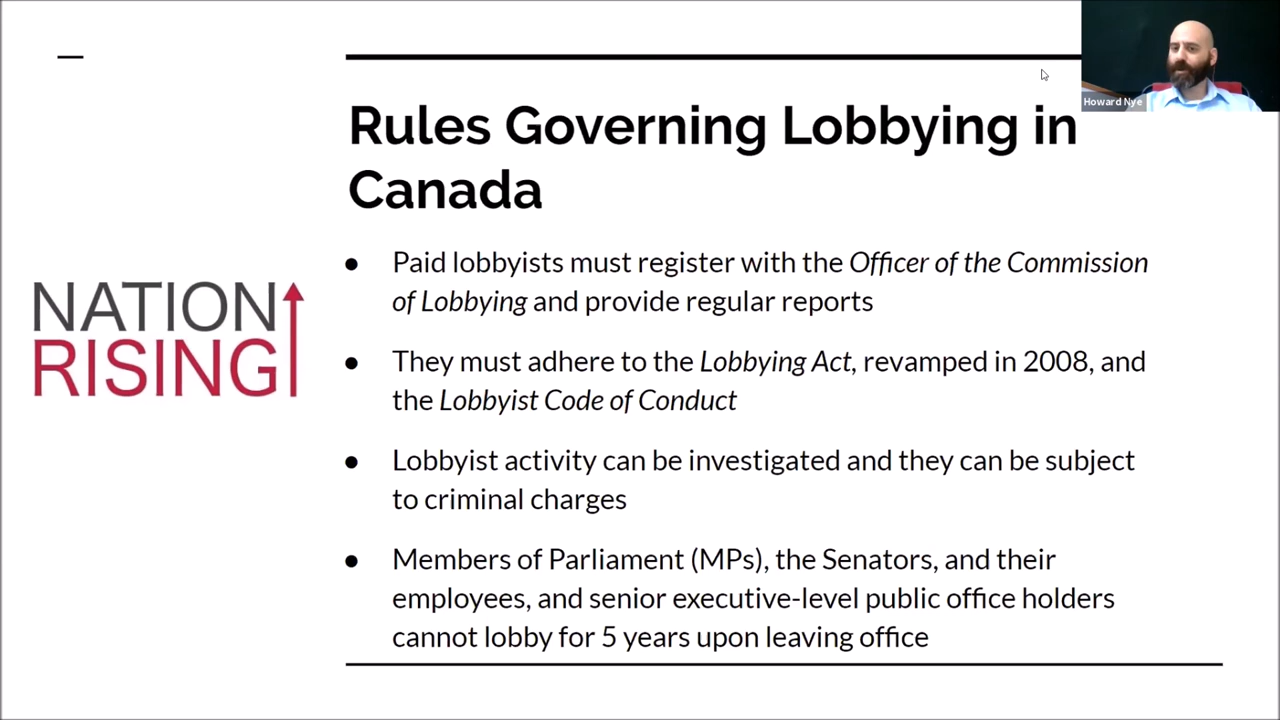 Howard Nye
Rules Governing Lobbying in
Canada
NATION
RISING
● Paid lobbyists must register with the Officer of the Commission
of Lobbying and provide regular reports
● They must adhere to the Lobbying Act, revamped in 2008, and
the Lobbyist Code of Conduct
● Lobbyist activity can be investigated and they can be subject
to criminal charges
● Members of Parliament (MPs), the Senators, and their
employees, and senior executive-level public office holders
cannot lobby for 5 years upon leaving office